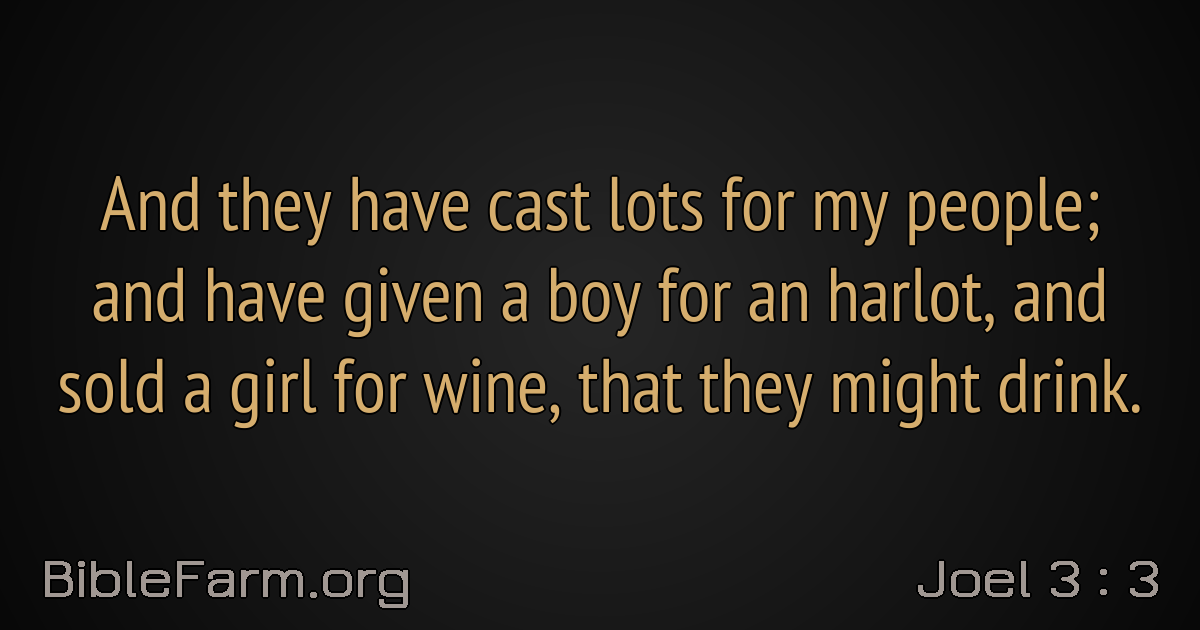 And they have cast lots for my people;
and have given a boy for an harlot, and
sold a girl for wine, that they might drink.
BibleFarm.org
Joel 3 : 3